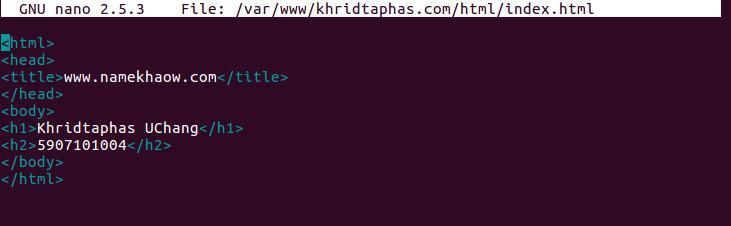 GNU nano 2.5.3    File: /var/www/khridtaphas.com/html/index.html
<html>
<head>
<title>www.namekhaow.com</title>
</head>
<body>
<h1>Khridtaphas UChang</h1>
<h2>5907101004</h2>
</body>
</html>